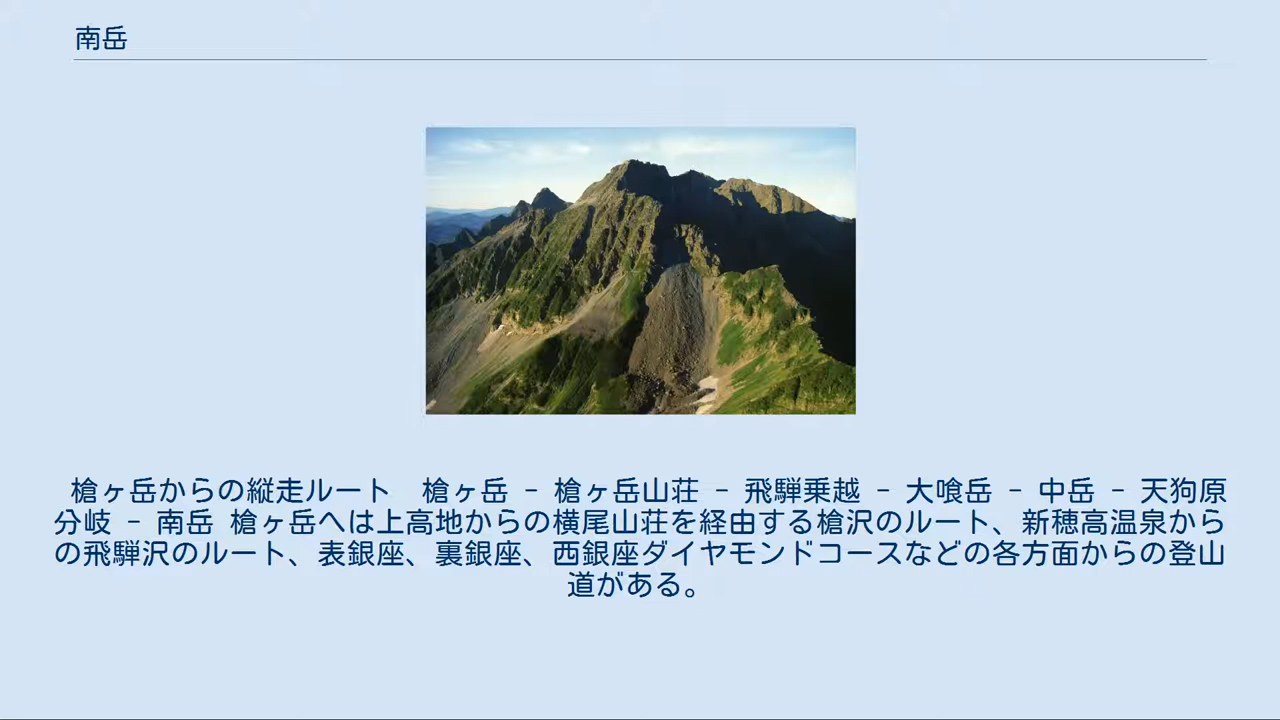 南岳
槍ヶ岳からの縦走ルート　槍ヶ岳 - 槍ヶ岳山荘 - 飛騨乗越 - 大喰岳 - 中岳 - 天狗原
分岐 - 南岳 槍ヶ岳へは上高地からの横尾山荘を経由する槍沢のルート、新穂高温泉から
の飛騨沢のルート、表銀座、裏銀座、西銀座ダイヤモンドコースなどの各方面からの登山
道がある。